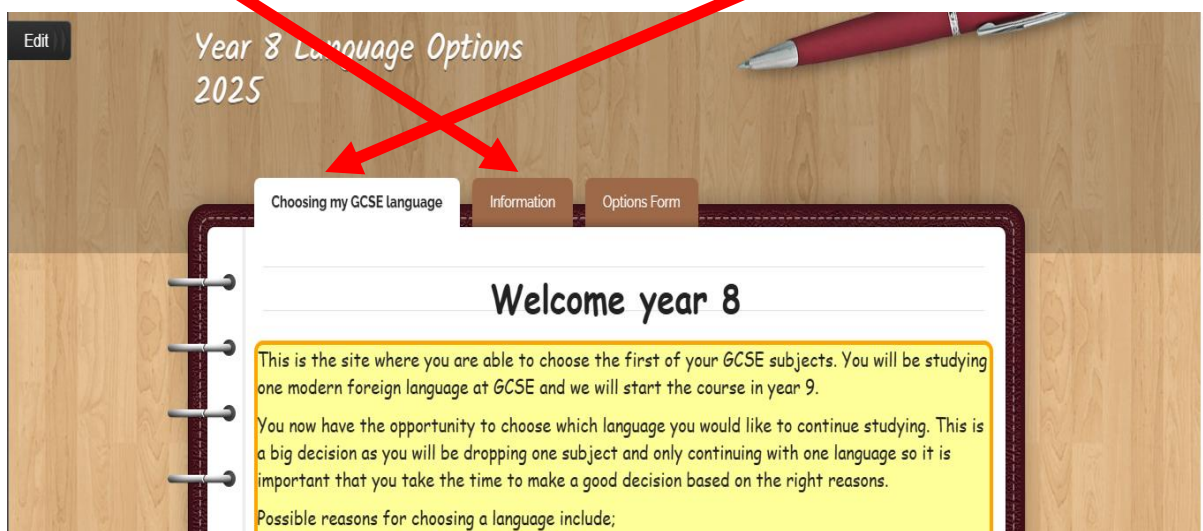 Edit
Year 8 Language Options
2025
Choosing my GCSE language
Information
Options Form
Welcome year 8
This is the site where you are able to choose the first of your GCSE subjects. You will be studying
one modern foreign language at GCSE and we will start the course in year 9.
You now have the opportunity to choose which language you would like to continue studying. This is
a big decision as you will be dropping one subject and only continuing with one language so it is
important that you take the time to make a good decision based on the right reasons.
Possible reasons for choosing a language include;